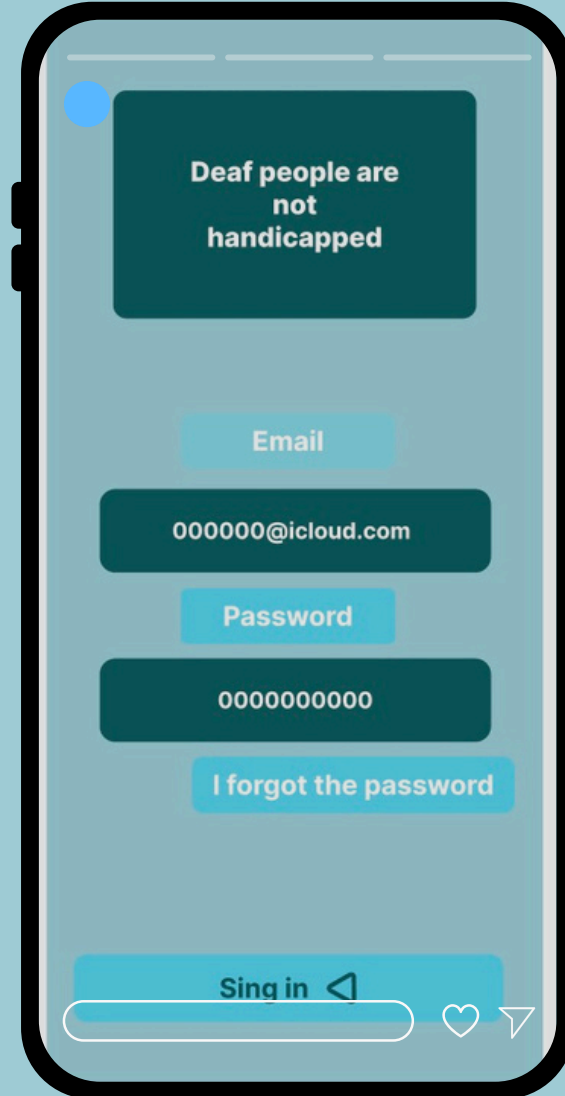 Deaf people are
not
handicapped
Email
000000@icloud.com
Password
0000000000
I forgot the password
Sing in